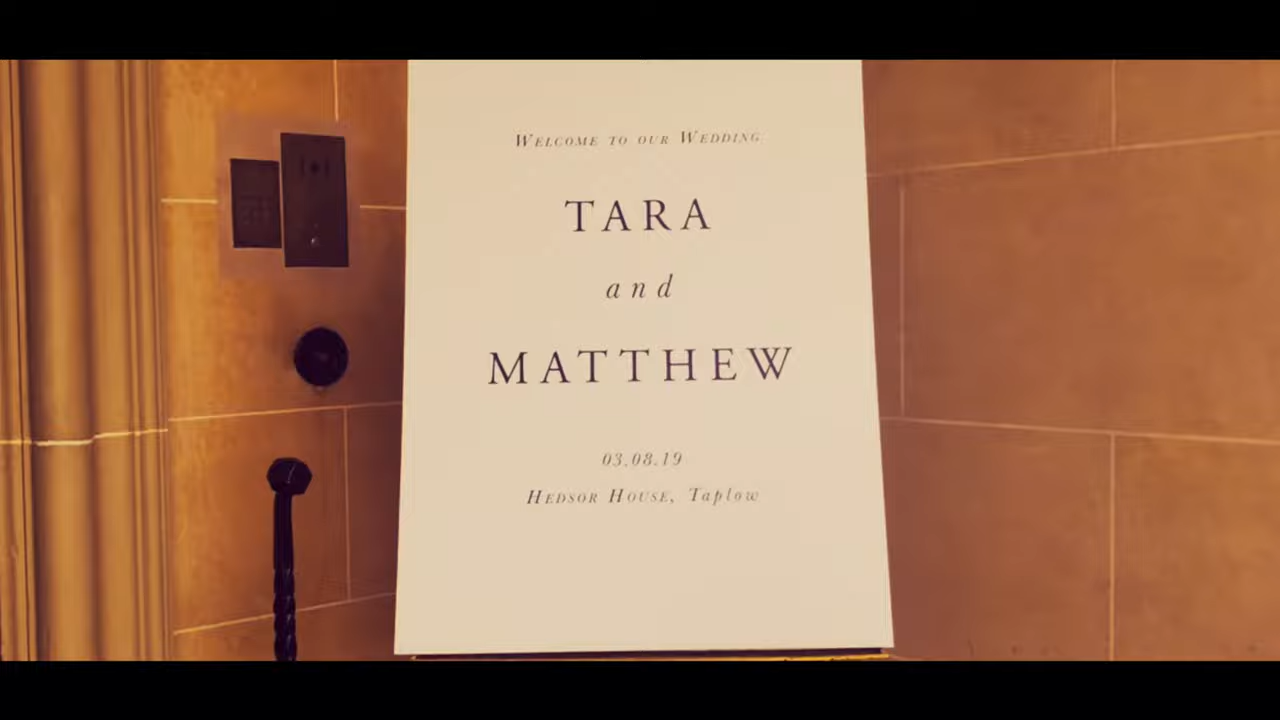 Welcome to our Wedding
TARA
and
MATTHEW
03.08.19
Hedsor House, Taplow